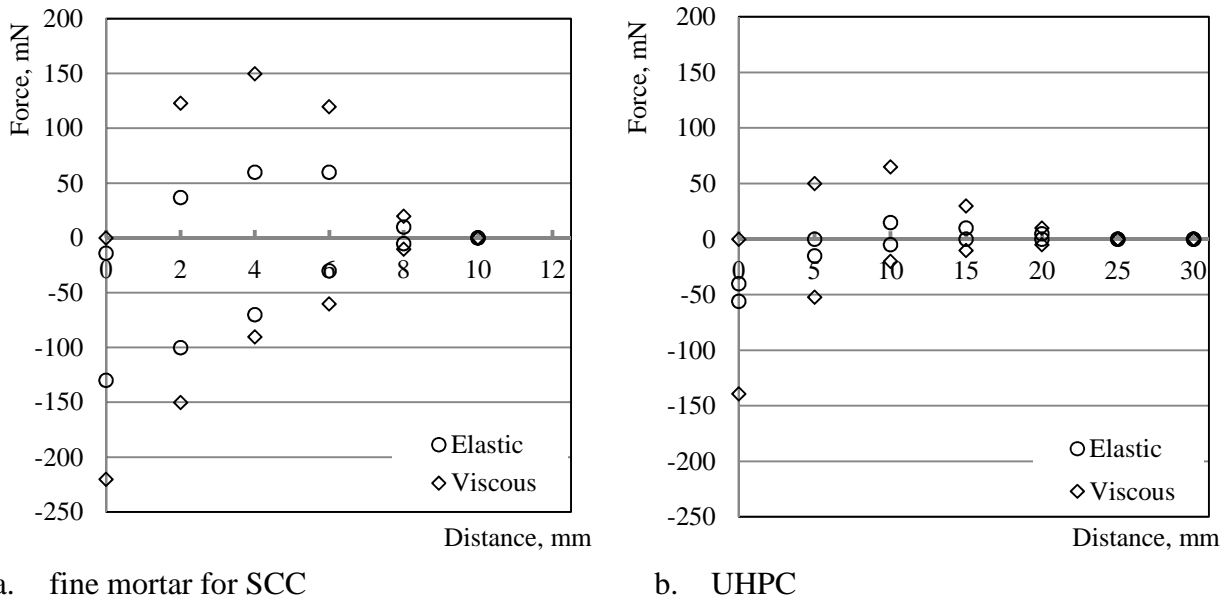 Force, mN
200
150
100
50
0
-50
-100
-150
-200
-250
0 2 4 6 8 10 12
Elastic
Viscous
Distance, mm
a. fine mortar for SCC
Force, mN
200
150
100
50
0
-50
-100
-150
-200
-250
0 5 10 15 20 25 30
Elastic
Viscous
Distance, mm
b. UHPC